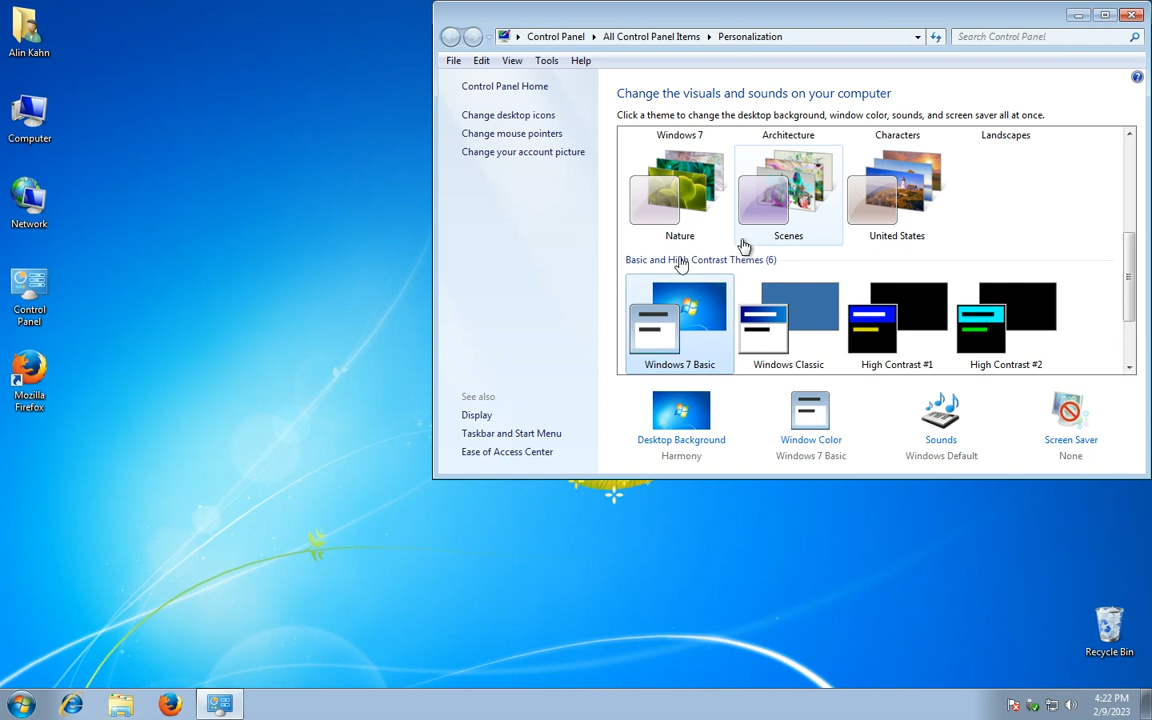 Alin Kahn
Computer
Network
Control
Panel
Mozilla
Firefox
Control Panel
All Control Panel Items
Personalization
Search Control Panel
File
Edit
View
Tools
Help
Control Panel Home
Change desktop icons
Change mouse pointers
Change your account picture
See also
Display
Taskbar and Start Menu
Ease of Access Center
Change the visuals and sounds on your computer
Click a theme to change the desktop background, window color, sounds, and screen saver all at once.
Windows 7
Architecture
Characters
Landscapes
Nature
Scenes
United States
Basic and High Contrast Themes (6)
Windows 7 Basic
Windows Classic
High Contrast #1
High Contrast #2
Desktop Background
Harmony
Window Color
Windows 7 Basic
Sounds
Windows Default
Screen Saver
None
Recycle Bin
4:22 PM
2/9/2023